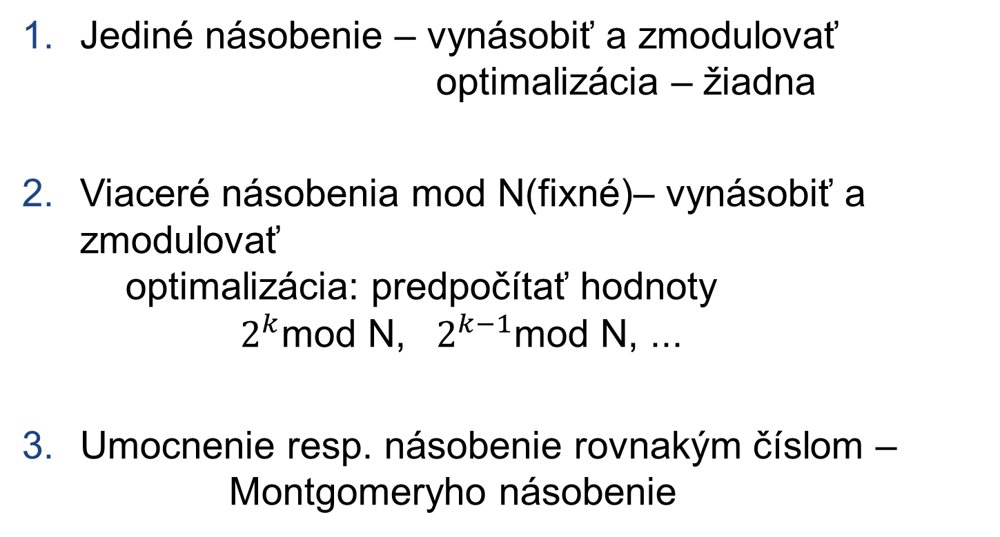 1. Jediné násobenie – vynásobiť a zmodulovať
optimalizácia – žiadna
2. Viaceré násobenia mod N(fixné)– vynásobiť a
zmodulovať
optimalizácia: predpočítať hodnoty
$2^k$ mod N, $2^{k-1}$ mod N, ...
3. Umocnenie resp. násobenie rovnakým číslom –
Montgomeryho násobenie